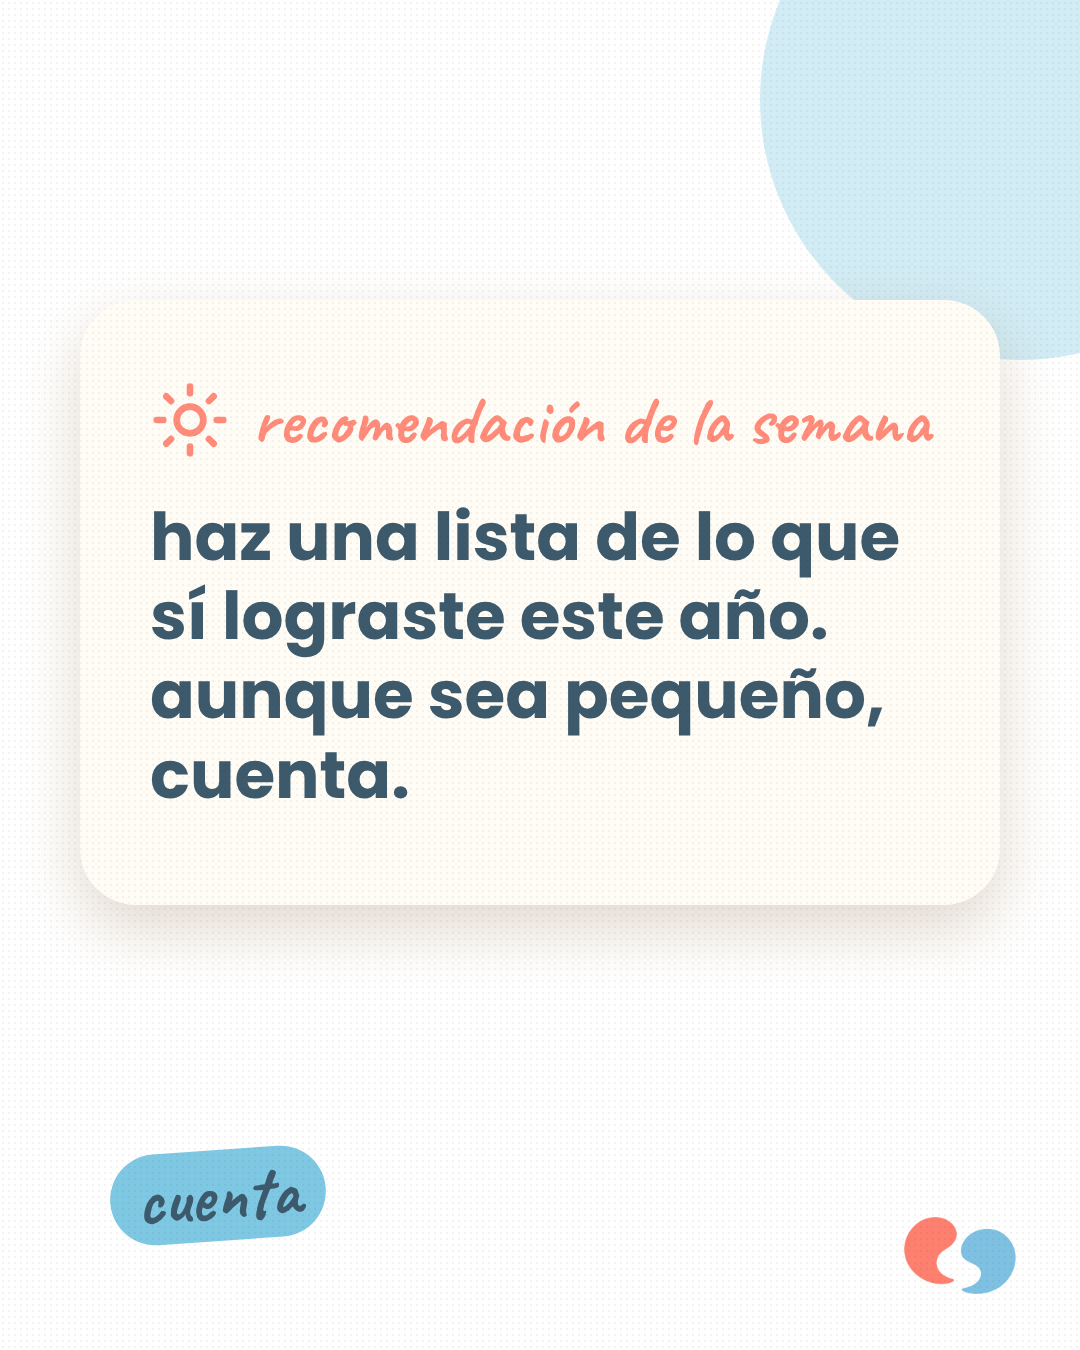 recomendación de la semana
haz una lista de lo que
sí lograste este año.
aunque sea pequeño,
cuenta.
cuenta